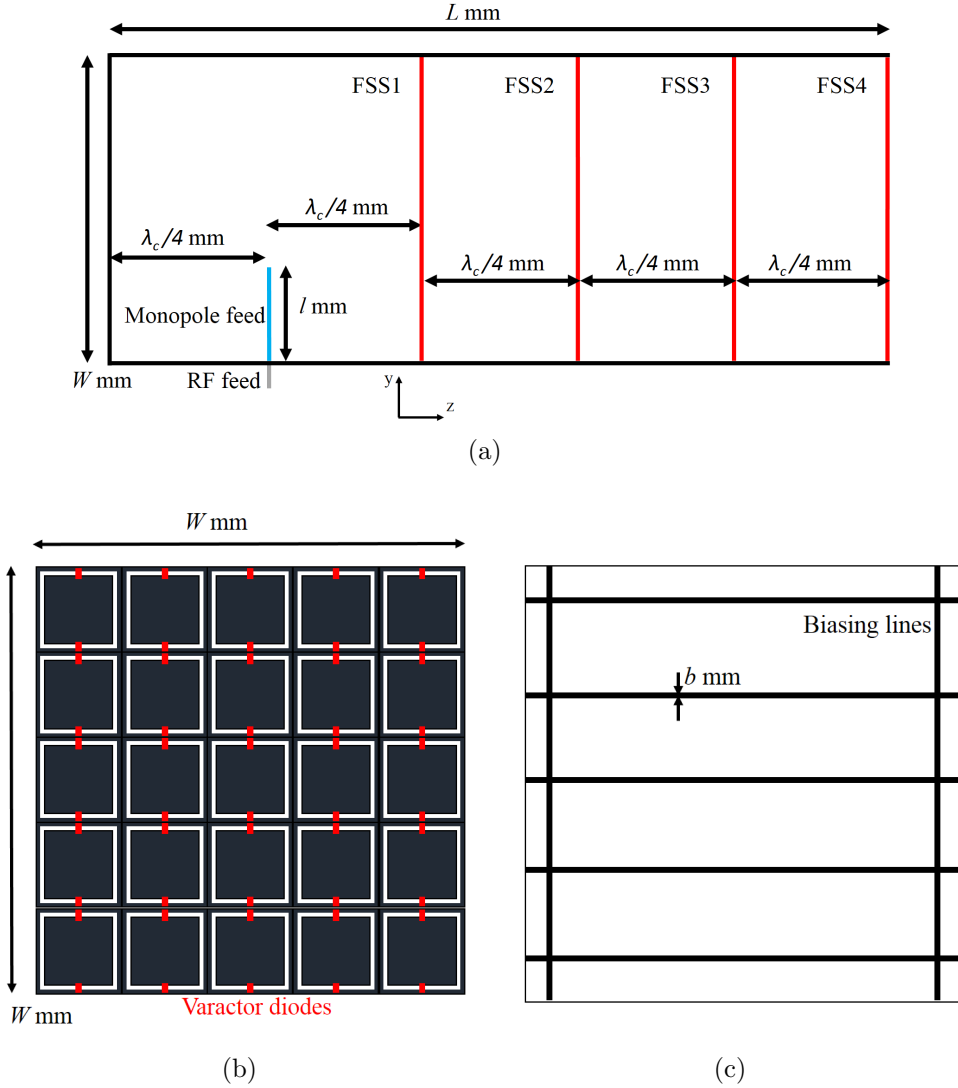 L mm
FSS1 FSS2 FSS3 FSS4
λc/4 mm
λc/4 mm
λc/4 mm λc/4 mm λc/4 mm
Monopole feed
l mm
W mm
RF feed
y
z
(a)
W mm
Biasing lines
b mm
W mm
Varactor diodes
(b) (c)